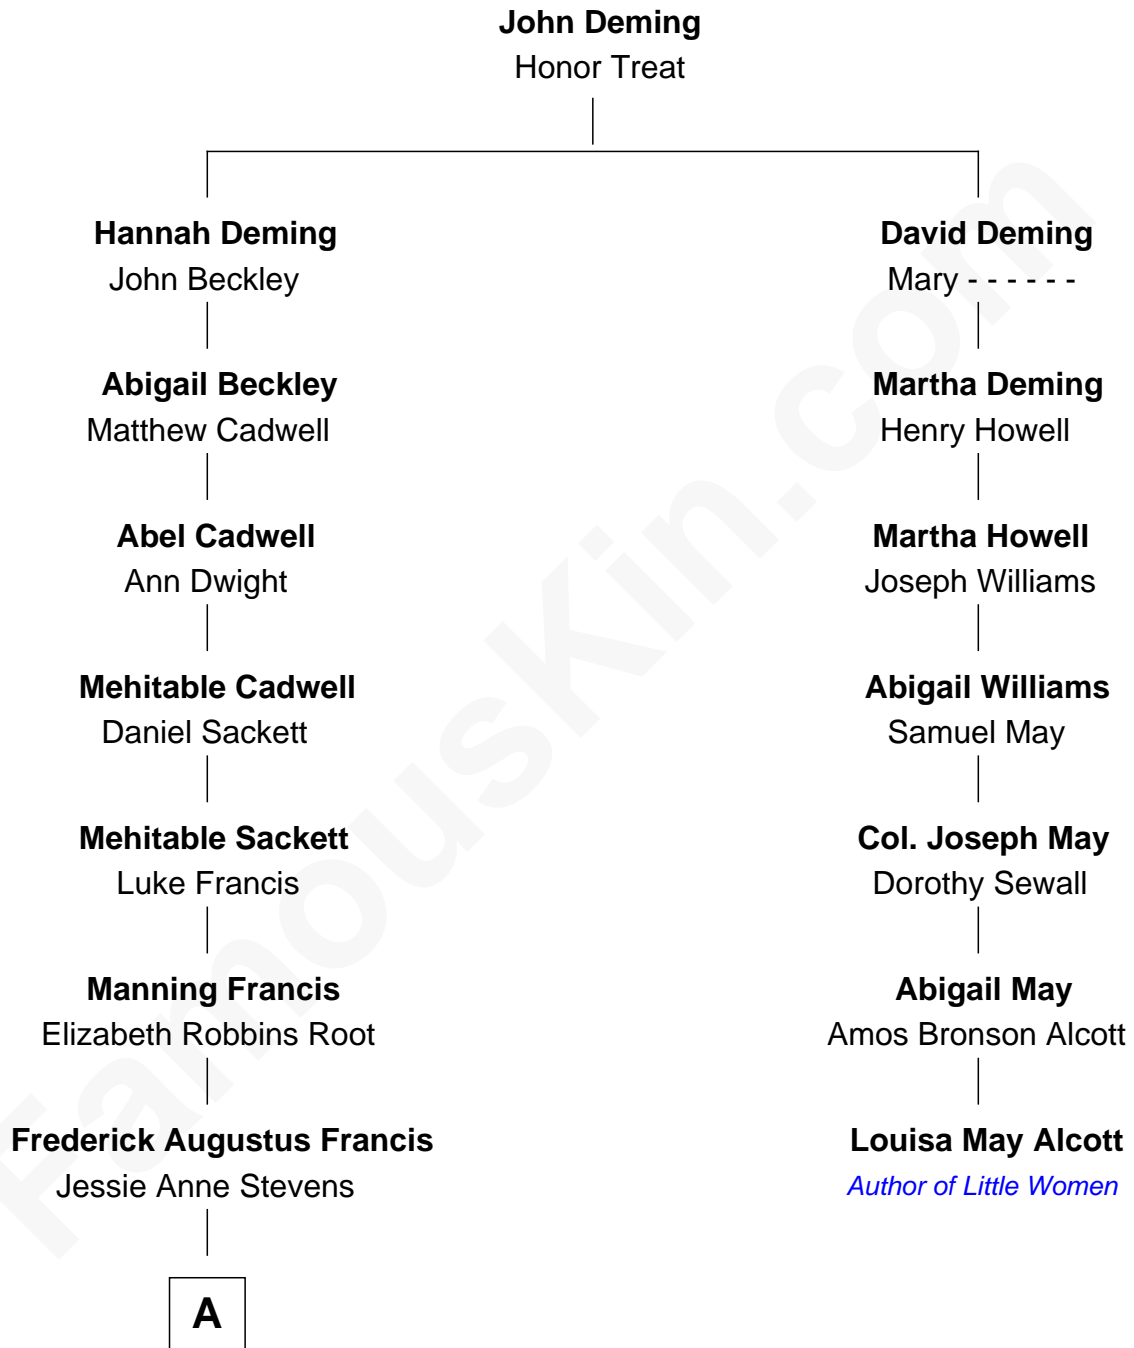 John Deming
Honor Treat
Hannah Deming
John Beckley
David Deming
Mary - - - - - -
Abigail Beckley
Matthew Cadwell
Martha Deming
Henry Howell
Abel Cadwell
Ann Dwight
Martha Howell
Joseph Williams
Mehitable Cadwell
Daniel Sackett
Abigail Williams
Samuel May
Mehitable Sackett
Luke Francis
Col. Joseph May
Dorothy Sewall
Manning Francis
Elizabeth Robbins Root
Abigail May
Amos Bronson Alcott
Frederick Augustus Francis
Jessie Anne Stevens
Louisa May Alcott
Author of Little Women
A
FamousKin.com